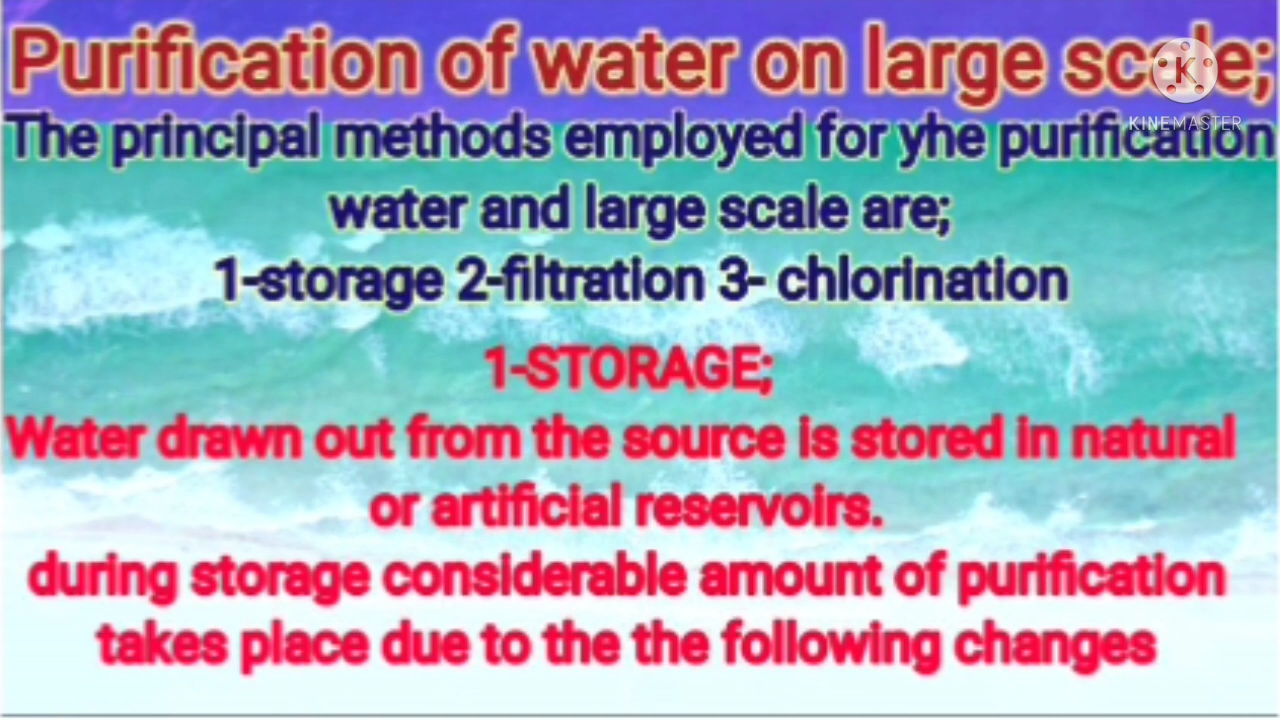 Purification of water on large scale;
The principal methods employed for yhe purification
water and large scale are;
1-storage 2-filtration 3- chlorination
1-STORAGE;
Water drawn out from the source is stored in natural
or artificial reservoirs.
during storage considerable amount of purification
takes place due to the the following changes
K
KINEMASTER